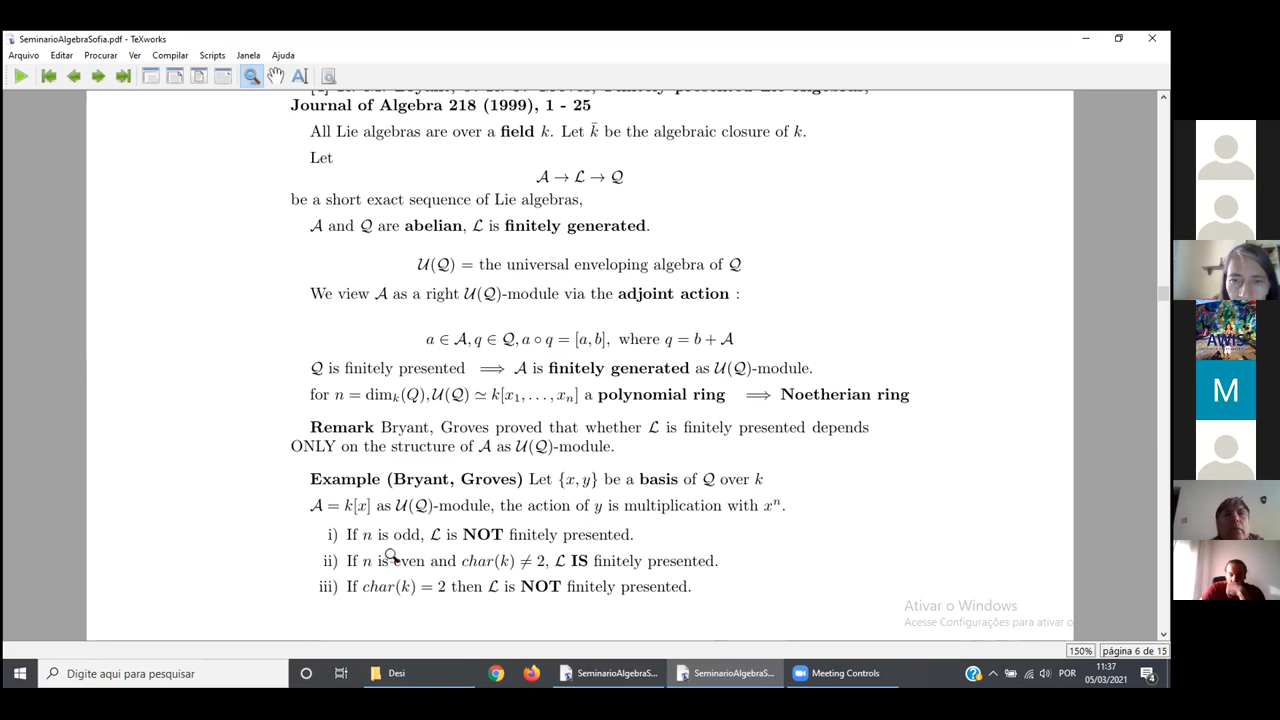 SeminarioAlgebraSofia.pdf - TeXworks
Arquivo Editar Procurar Scripts Ver Compilar Scripts Janela Ajuda
Journal of Algebra 218 (1999), 1 - 25
All Lie algebras are over a field k. Let k̄ be the algebraic closure of k.
Let
𝒜 → ℒ → 𝒬
be a short exact sequence of Lie algebras,
𝒜 and 𝒬 are abelian, ℒ is finitely generated.
𝒰(𝒬) = the universal enveloping algebra of 𝒬
We view 𝒜 as a right 𝒰(𝒬)-module via the adjoint action :
a ∈ 𝒜, q ∈ 𝒬, a ∘ q = [a, b], where q = b + 𝒜
𝒬 is finitely presented ⟹ 𝒜 is finitely generated as 𝒰(𝒬)-module.
for n = dim_k(Q), 𝒰(𝒬) ≃ k[x₁, . . . , xₙ] a polynomial ring ⟹ Noetherian ring
Remark Bryant, Groves proved that whether ℒ is finitely presented depends
ONLY on the structure of 𝒜 as 𝒰(𝒬)-module.
Example (Bryant, Groves) Let {x, y} be a basis of 𝒬 over k
𝒜 = k[x] as 𝒰(𝒬)-module, the action of y is multiplication with xⁿ.
i) If n is odd, ℒ is NOT finitely presented.
ii) If n is even and char(k) ≠ 2, ℒ IS finitely presented.
iii) If char(k) = 2 then ℒ is NOT finitely presented.
AWIS
M
Ativar o Windows
Acesse Configurações para ativar o
150% página 6 de 15
Digite aqui para pesquisar
Desi
SeminarioAlgebraS...
SeminarioAlgebraS...
Meeting Controls
POR
11:37
05/03/2021
4